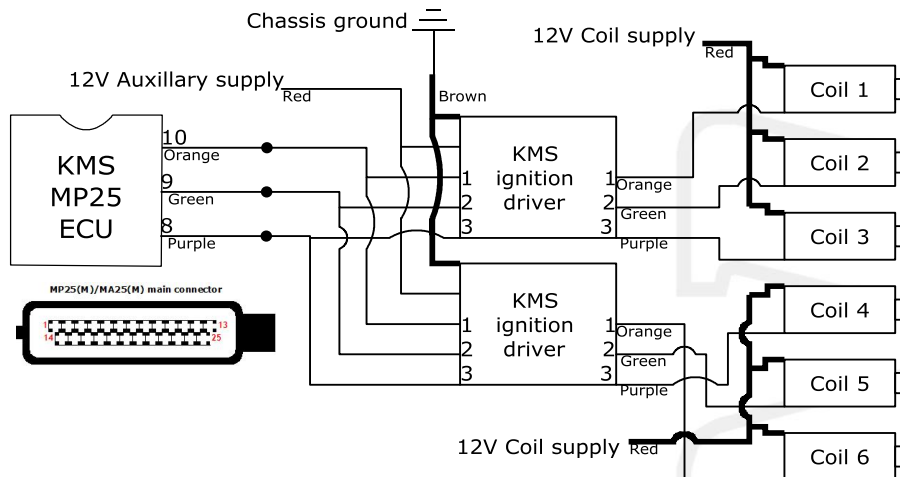 Chassis ground
12V Coil supply
Red
12V Auxillary supply
Red
Brown
Coil 1
10
Orange
KMS
MP25
ECU
9
Green
8
Purple
KMS
ignition
driver
1
2
3
1
Orange
2
Green
3
Purple
Coil 2
Coil 3
MP25(M)/MA25(M) main connector
1
13
14
25
KMS
ignition
driver
1
2
3
1
Orange
2
Green
3
Purple
Coil 4
Coil 5
12V Coil supply
Red
Coil 6